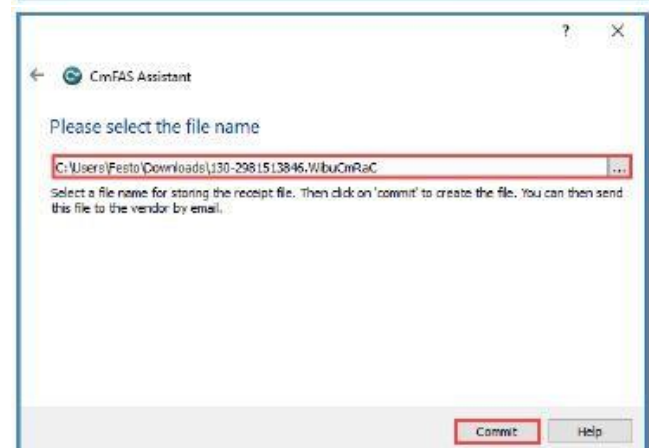 ?
CmFAS Assistant
Please select the file name
C:\Users\Festo\Downloads\130-2981513846.WibuCmRaC
...
Select a file name for storing the receipt file. Then click on 'commit' to create the file. You can then send
this file to the vendor by email.
Commit
Help